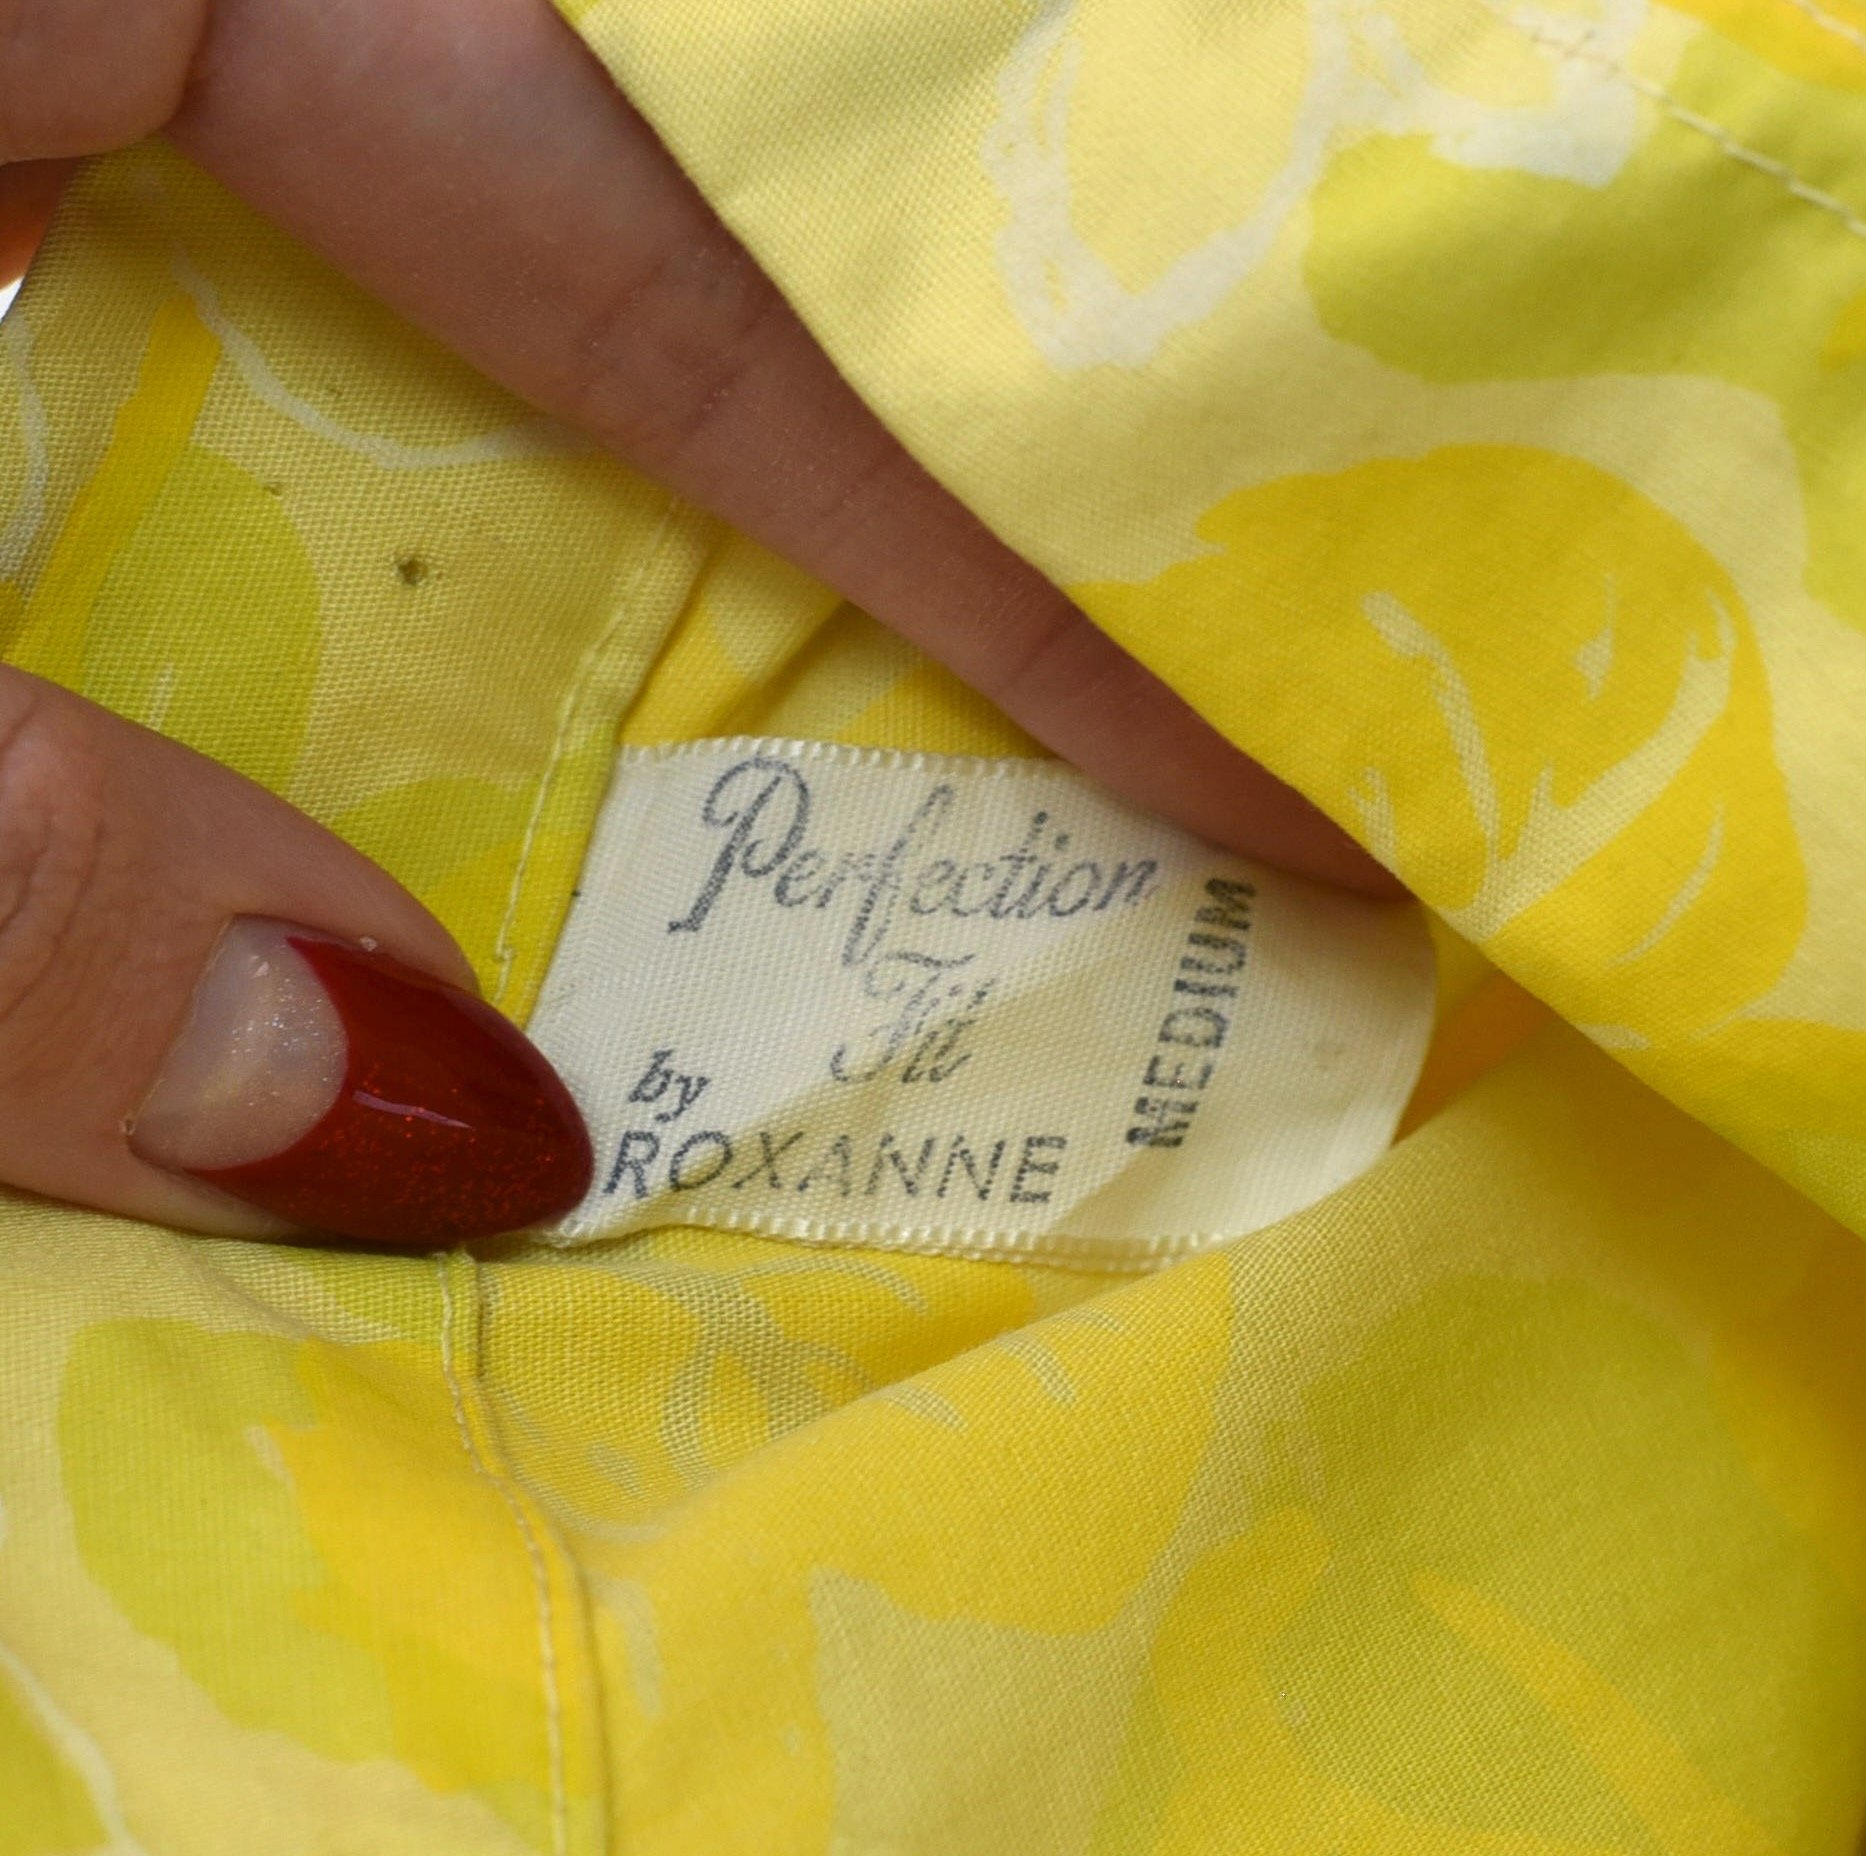 Perfection
Fit
by
ROXANNE
MEDIUM